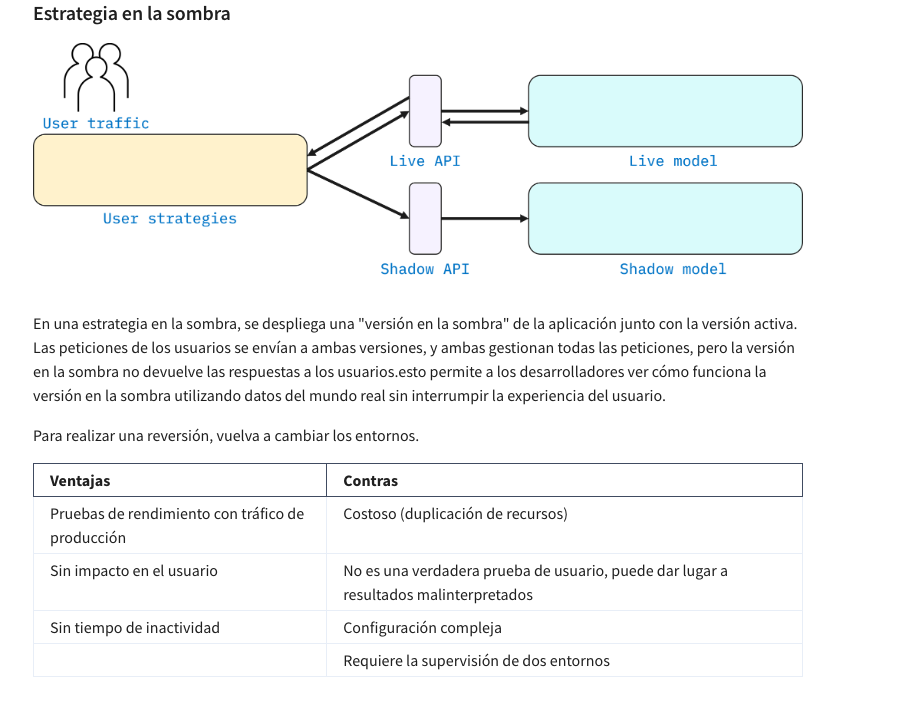 Estrategia en la sombra
User traffic
Live API
Live model
User strategies
Shadow API
Shadow model
En una estrategia en la sombra, se despliega una "versión en la sombra" de la aplicación junto con la versión activa.
Las peticiones de los usuarios se envían a ambas versiones, y ambas gestionan todas las peticiones, pero la versión
en la sombra no devuelve las respuestas a los usuarios.esto permite a los desarrolladores ver cómo funciona la
versión en la sombra utilizando datos del mundo real sin interrumpir la experiencia del usuario.
Para realizar una reversión, vuelva a cambiar los entornos.
Ventajas
Contras
Pruebas de rendimiento con tráfico de
producción
Costoso (duplicación de recursos)
Sin impacto en el usuario
No es una verdadera prueba de usuario, puede dar lugar a
resultados malinterpretados
Sin tiempo de inactividad
Configuración compleja
Requiere la supervisión de dos entornos